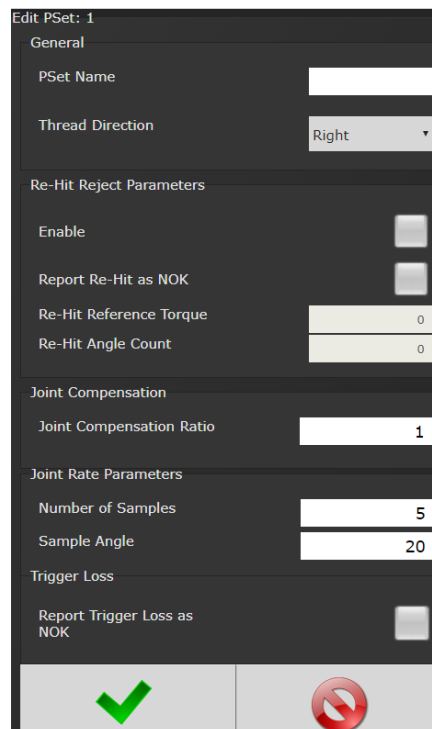 Edit PSet: 1
General
PSet Name
Thread Direction
Right
Re-Hit Reject Parameters
Enable
Report Re-Hit as NOK
Re-Hit Reference Torque 0
Re-Hit Angle Count 0
Joint Compensation
Joint Compensation Ratio 1
Joint Rate Parameters
Number of Samples 5
Sample Angle 20
Trigger Loss
Report Trigger Loss as
NOK